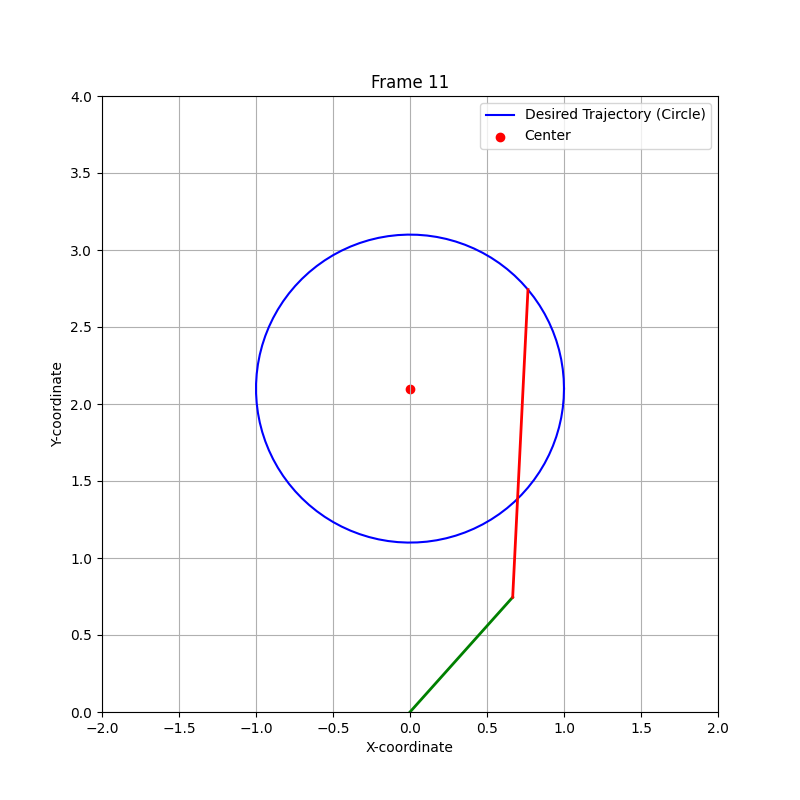 Frame 11
Desired Trajectory (Circle)
Center
4.0
3.5
3.0
2.5
2.0
1.5
1.0
0.5
0.0
Y-coordinate
−2.0 −1.5 −1.0 −0.5 0.0 0.5 1.0 1.5 2.0
X-coordinate